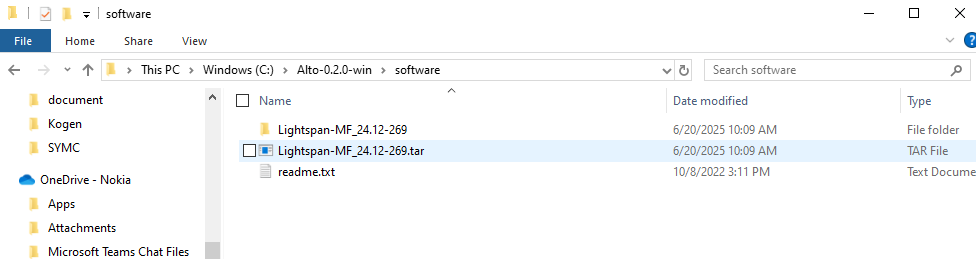 software
File Home Share View
This PC Windows (C:) Alto-0.2.0-win software Search software
document
Kogen
SYMC
OneDrive - Nokia
Apps
Attachments
Microsoft Teams Chat Files
Name Date modified Type
Lightspan-MF_24.12-269 6/20/2025 10:09 AM File folder
Lightspan-MF_24.12-269.tar 6/20/2025 10:09 AM TAR File
readme.txt 10/8/2022 3:11 PM Text Docume